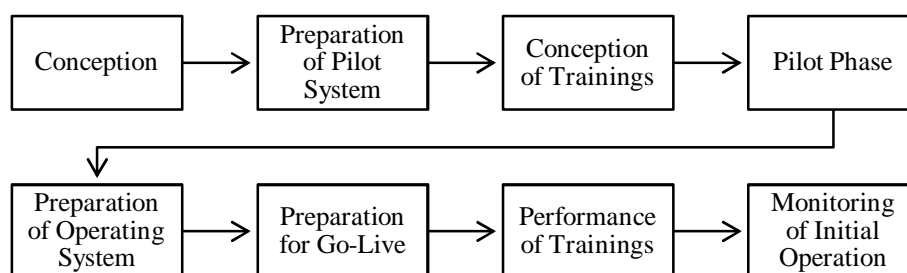 Conception
Preparation
of Pilot
System
Conception
of Trainings
Pilot Phase
Preparation
of Operating
System
Preparation
for Go-Live
Performance
of Trainings
Monitoring
of Initial
Operation